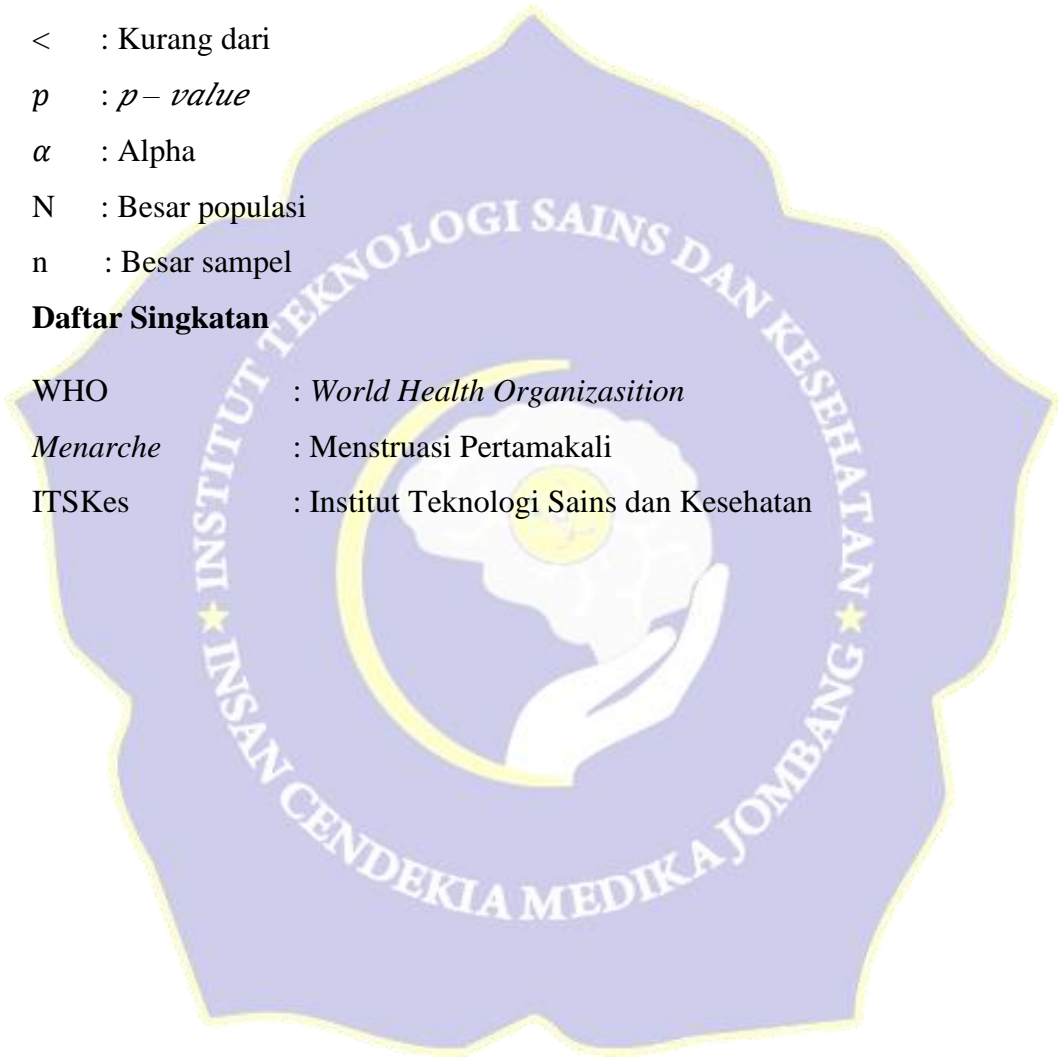 < : Kurang dari
𝑝 : 𝑝 – 𝑣𝑎𝑙𝑢𝑒
𝛼 : Alpha
N : Besar populasi
n : Besar sampel
Daftar Singkatan
WHO : World Health Organizasition
Menarche : Menstruasi Pertamakali
ITSKes : Institut Teknologi Sains dan Kesehatan
INSTITUT TEKNOLOGI SAINS DAN KESEHATAN
★ INSAN CENDEKIA MEDIKA JOMBANG ★